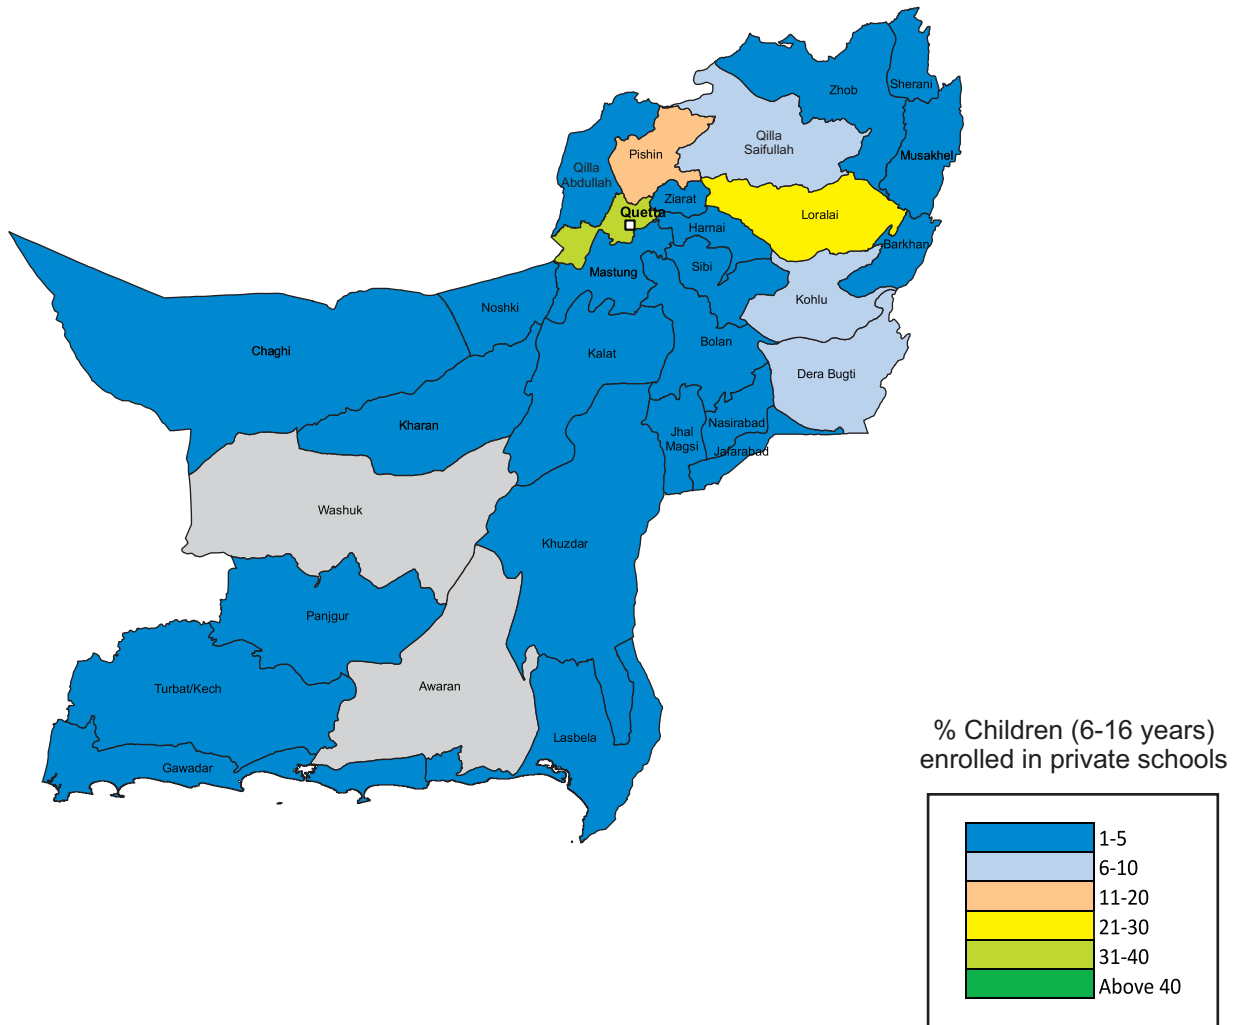 Zhob
Sherani
Qilla
Saifullah
Pishin
Musakhel
Qilla
Abdullah
Ziarat
Quetta
Loralai
Harnai
Barkhan
Sibi
Mastung
Kohlu
Noshki
Bolan
Chaghi
Kalat
Dera Bugti
Kharan
Nasirabad
Jhal
Magsi
Jafarabad
Washuk
Khuzdar
Panjgur
Turbat/Kech
Awaran
Lasbela
Gawadar
% Children (6-16 years)
enrolled in private schools
1-5
6-10
11-20
21-30
31-40
Above 40